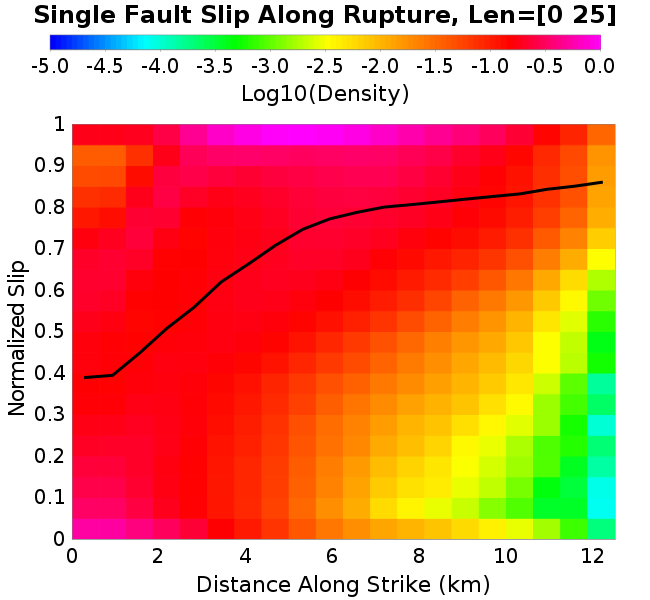 Single Fault Slip Along Rupture, Len=[0 25]
-5.0 -4.5 -4.0 -3.5 -3.0 -2.5 -2.0 -1.5 -1.0 -0.5 0.0
Log10(Density)
Normalized Slip
1
0.9
0.8
0.7
0.6
0.5
0.4
0.3
0.2
0.1
0
0 2 4 6 8 10 12
Distance Along Strike (km)